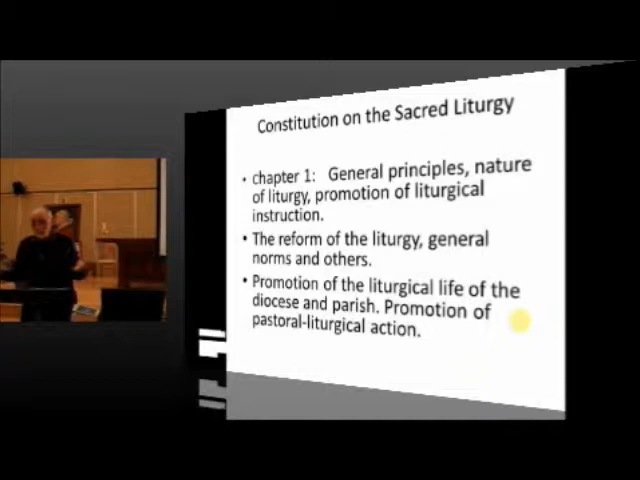 Constitution on the Sacred Liturgy
• chapter 1: General principles, nature
of liturgy, promotion of liturgical
instruction.
• The reform of the liturgy, general
norms and others.
• Promotion of the liturgical life of the
diocese and parish. Promotion of
pastoral-liturgical action.